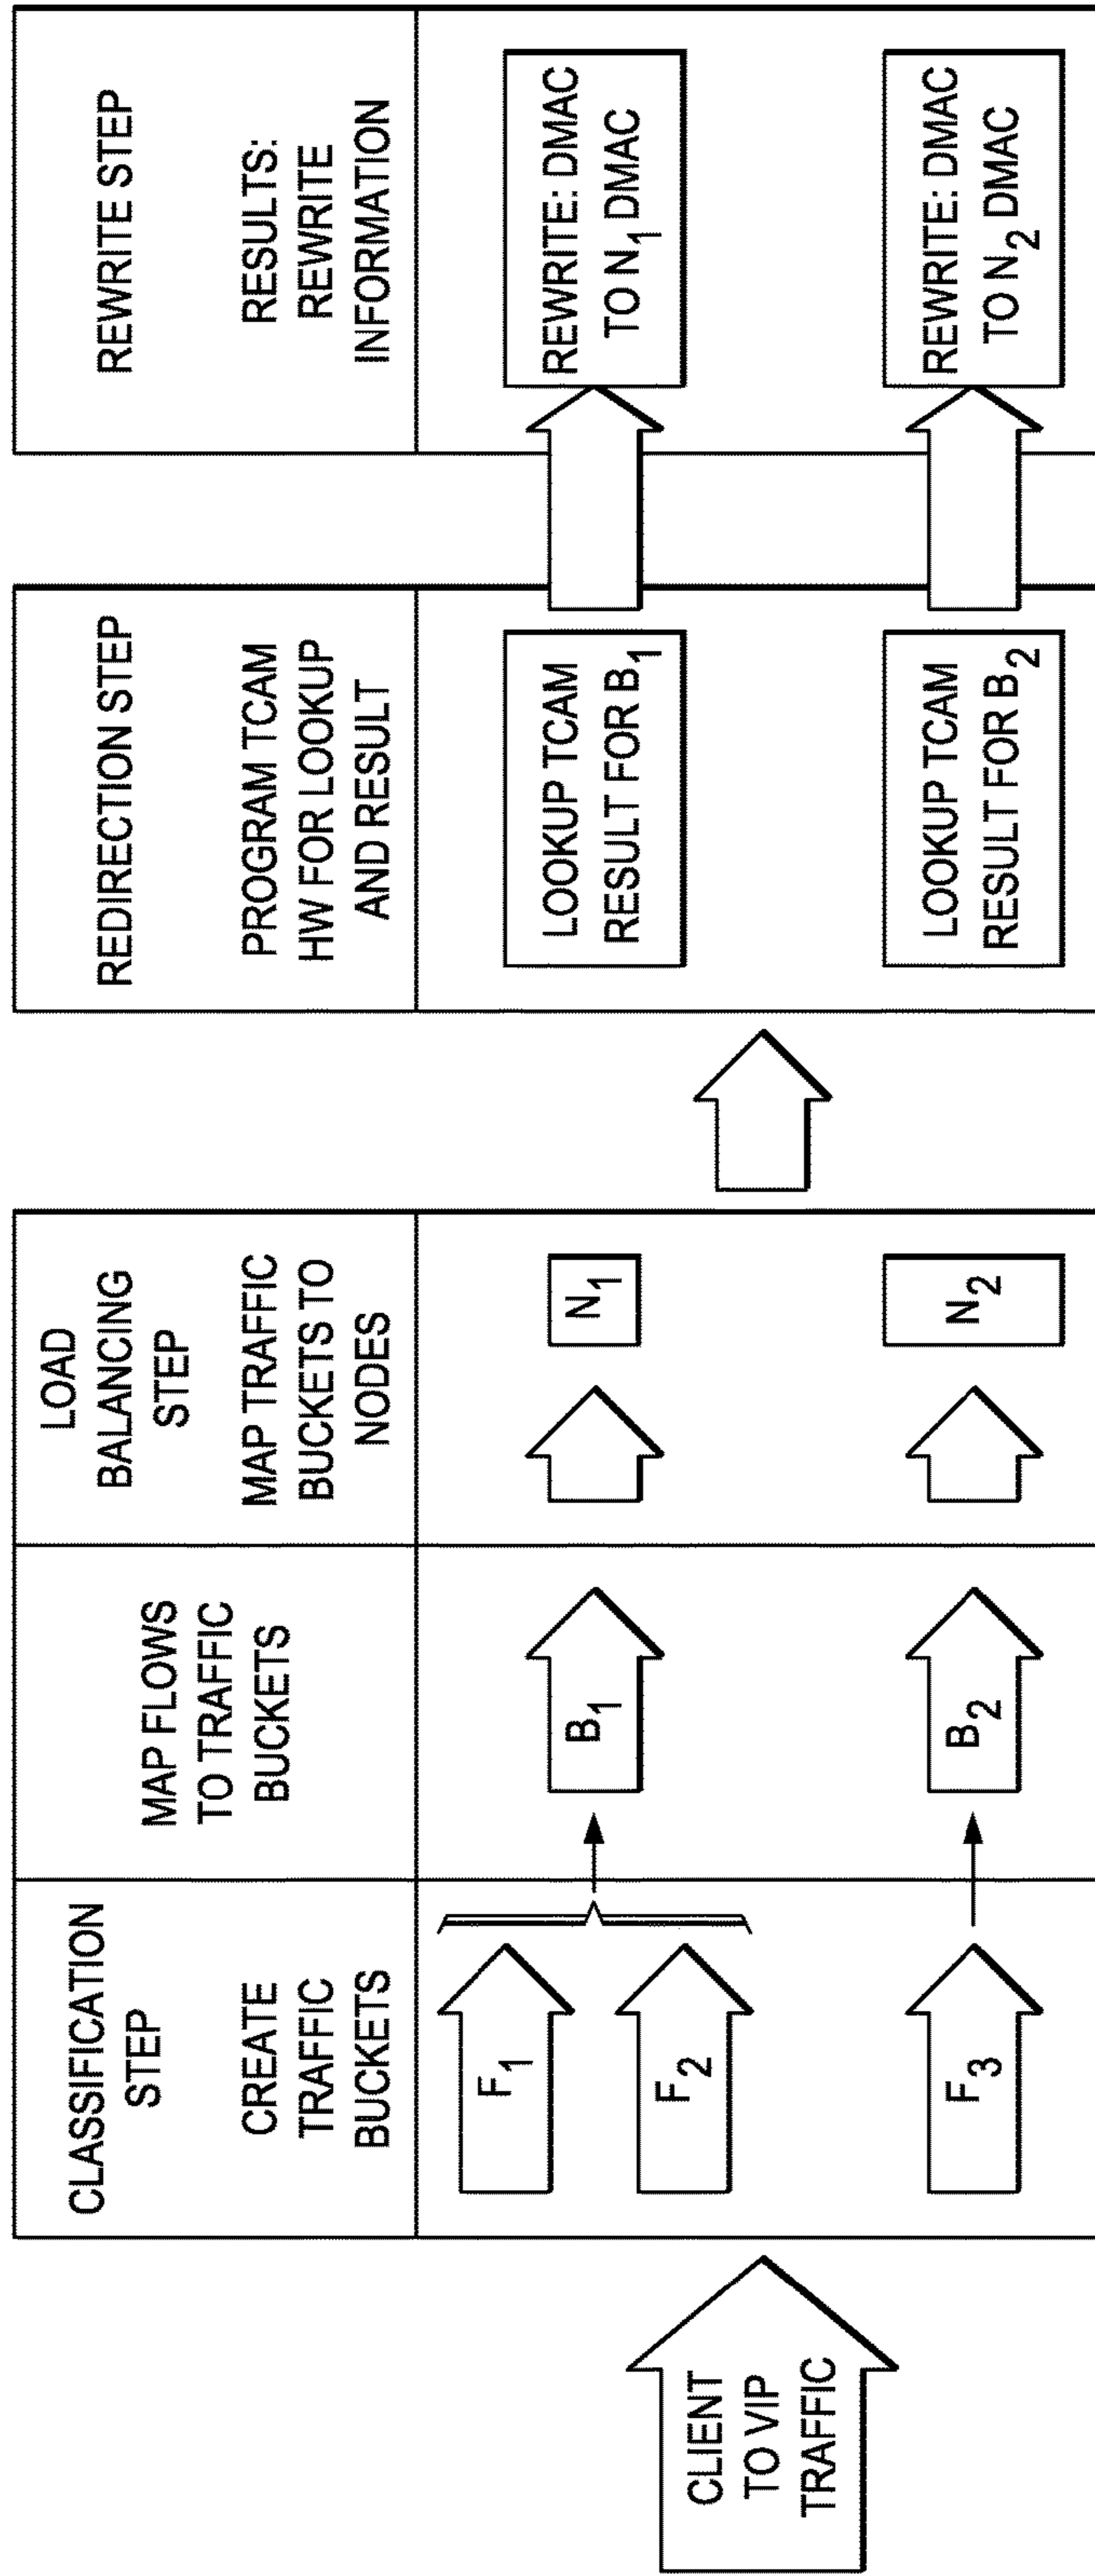 CLIENT
TO VIP
TRAFFIC
CLASSIFICATION
STEP
CREATE
TRAFFIC
BUCKETS
F1
F2
F3
MAP FLOWS
TO TRAFFIC
BUCKETS
B1
B2
LOAD
BALANCING
STEP
MAP TRAFFIC
BUCKETS TO
NODES
N1
N2
REDIRECTION STEP
PROGRAM TCAM
HW FOR LOOKUP
AND RESULT
LOOKUP TCAM
RESULT FOR B1
LOOKUP TCAM
RESULT FOR B2
REWRITE STEP
RESULTS:
REWRITE
INFORMATION
REWRITE: DMAC
TO N1 DMAC
REWRITE: DMAC
TO N2 DMAC